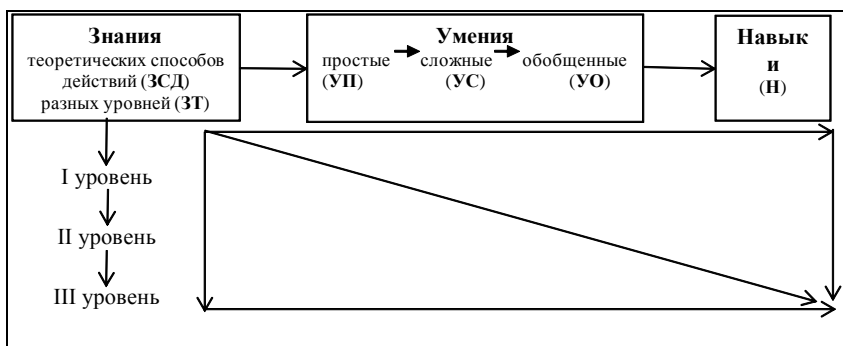 Знания
теоретических способов
действий (ЗСД)
разных уровней (ЗТ)
Умения
простые сложные обобщенные
(УП) (УС) (УО)
Навык
и
(Н)
I уровень
II уровень
III уровень